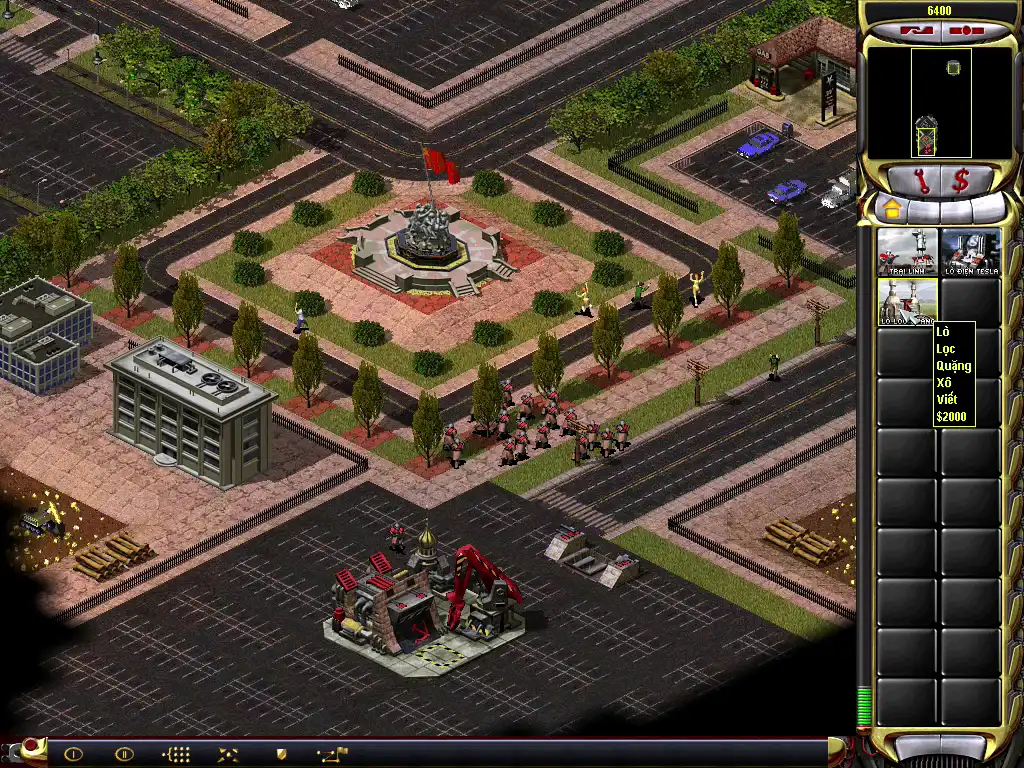 6400
$
TRẠI LÍNH
LÒ ĐIỆN TESLA
Lò
Lọc
Quặng
Xô
Viết
$2000